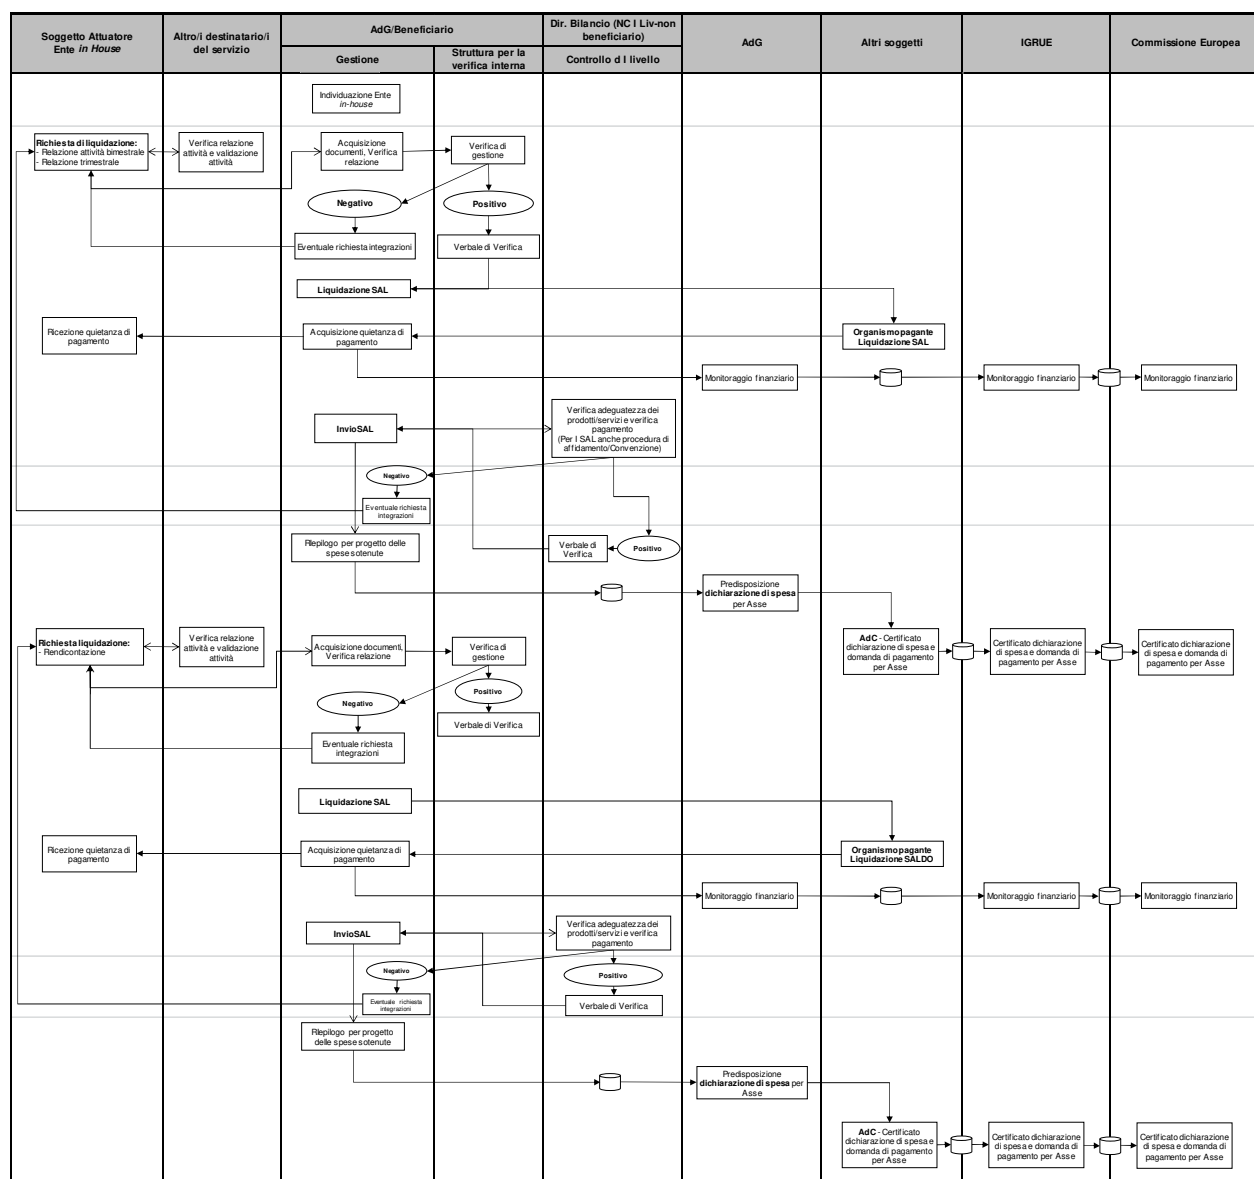 Soggetto Attuatore
Ente in House
Altro/i destinatario/i
del servizio
AdG/Beneficiario
Dir. Bilancio (NC I Liv-non
beneficiario)
AdG
Altri soggetti
IGRUE
Commissione Europea
Gestione
Struttura per la
verifica interna
Controllo d I livello
Individuazione Ente
in-house
Richiesta di liquidazione:
- Relazione attività bimestrale
- Relazione trimestrale
Verifica relazione
attività e validazione
attività
Acquisizione
documenti, Verifica
relazione
Verifica di
gestione
Negativo
Positivo
Eventuale richiesta integrazioni
Verbale di Verifica
Liquidazione SAL
Ricezione quietanza di
pagamento
Acquisizione quietanza di
pagamento
Organismo pagante
Liquidazione SAL
Monitoraggio finanziario
Monitoraggio finanziario
Monitoraggio finanziario
Invio SAL
Verifica adeguatezza dei
prodotti/servizi e verifica
pagamento
(Per I SAL anche procedura di
affidamento/Convenzione)
Negativo
Eventuale richiesta
integrazioni
RIepilogo per progetto delle
spese sotenute
Verbale di
Verifica
Positivo
Predisposizione
dichiarazione di spesa
per Asse
Richiesta liquidazione:
- Rendicontazione
Verifica relazione
attività e validazione
attività
Acquisizione documenti,
Verifica relazione
Verifica di
gestione
AdC - Certificato
dichiarazione di spesa e
domanda di pagamento
per Asse
Certificato dichiarazione
di spesa e domanda di
pagamento per Asse
Certificato dichiarazione
di spesa e domanda di
pagamento per Asse
Positivo
Negativo
Verbale di Verifica
Eventuale richiesta
integrazioni
Liquidazione SAL
Ricezione quietanza di
pagamento
Acquisizione quietanza di
pagamento
Organismo pagante
Liquidazione SALDO
Monitoraggio finanziario
Monitoraggio finanziario
Monitoraggio finanziario
Invio SAL
Verifica adeguatezza dei
prodotti/servizi e verifica
pagamento
Negativo
Positivo
Eventuale richiesta
integrazioni
Verbale di Verifica
RIepilogo per progetto
delle spese sotenute
Predisposizione
dichiarazione di spesa per
Asse
AdC - Certificato
dichiarazione di spesa e
domanda di pagamento
per Asse
Certificato dichiarazione
di spesa e domanda di
pagamento per Asse
Certificato dichiarazione
di spesa e domanda di
pagamento per Asse